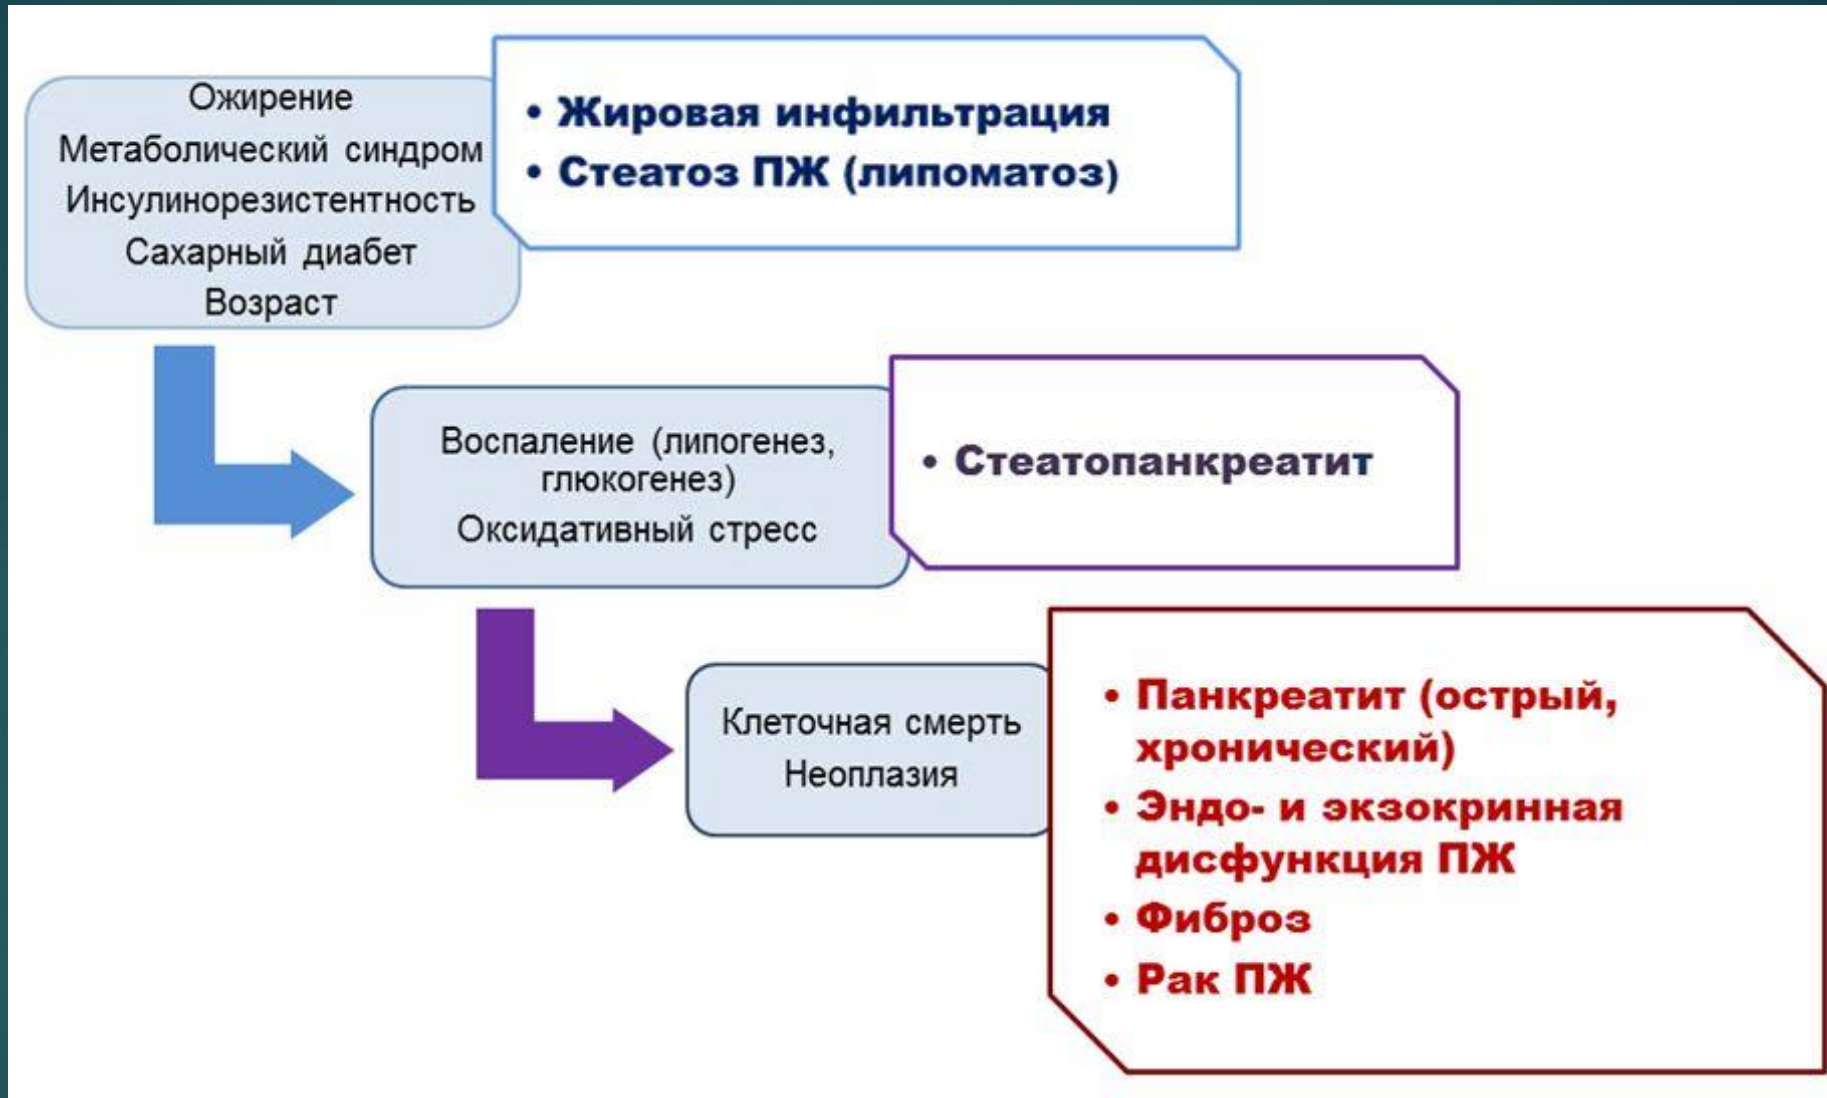 Ожирение
Метаболический синдром
Инсулинорезистентность
Сахарный диабет
Возраст
• Жировая инфильтрация
• Стеатоз ПЖ (липоматоз)
Воспаление (липогенез,
глюкогенез)
Оксидативный стресс
• Стеатопанкреатит
Клеточная смерть
Неоплазия
• Панкреатит (острый,
хронический)
• Эндо- и экзокринная
дисфункция ПЖ
• Фиброз
• Рак ПЖ